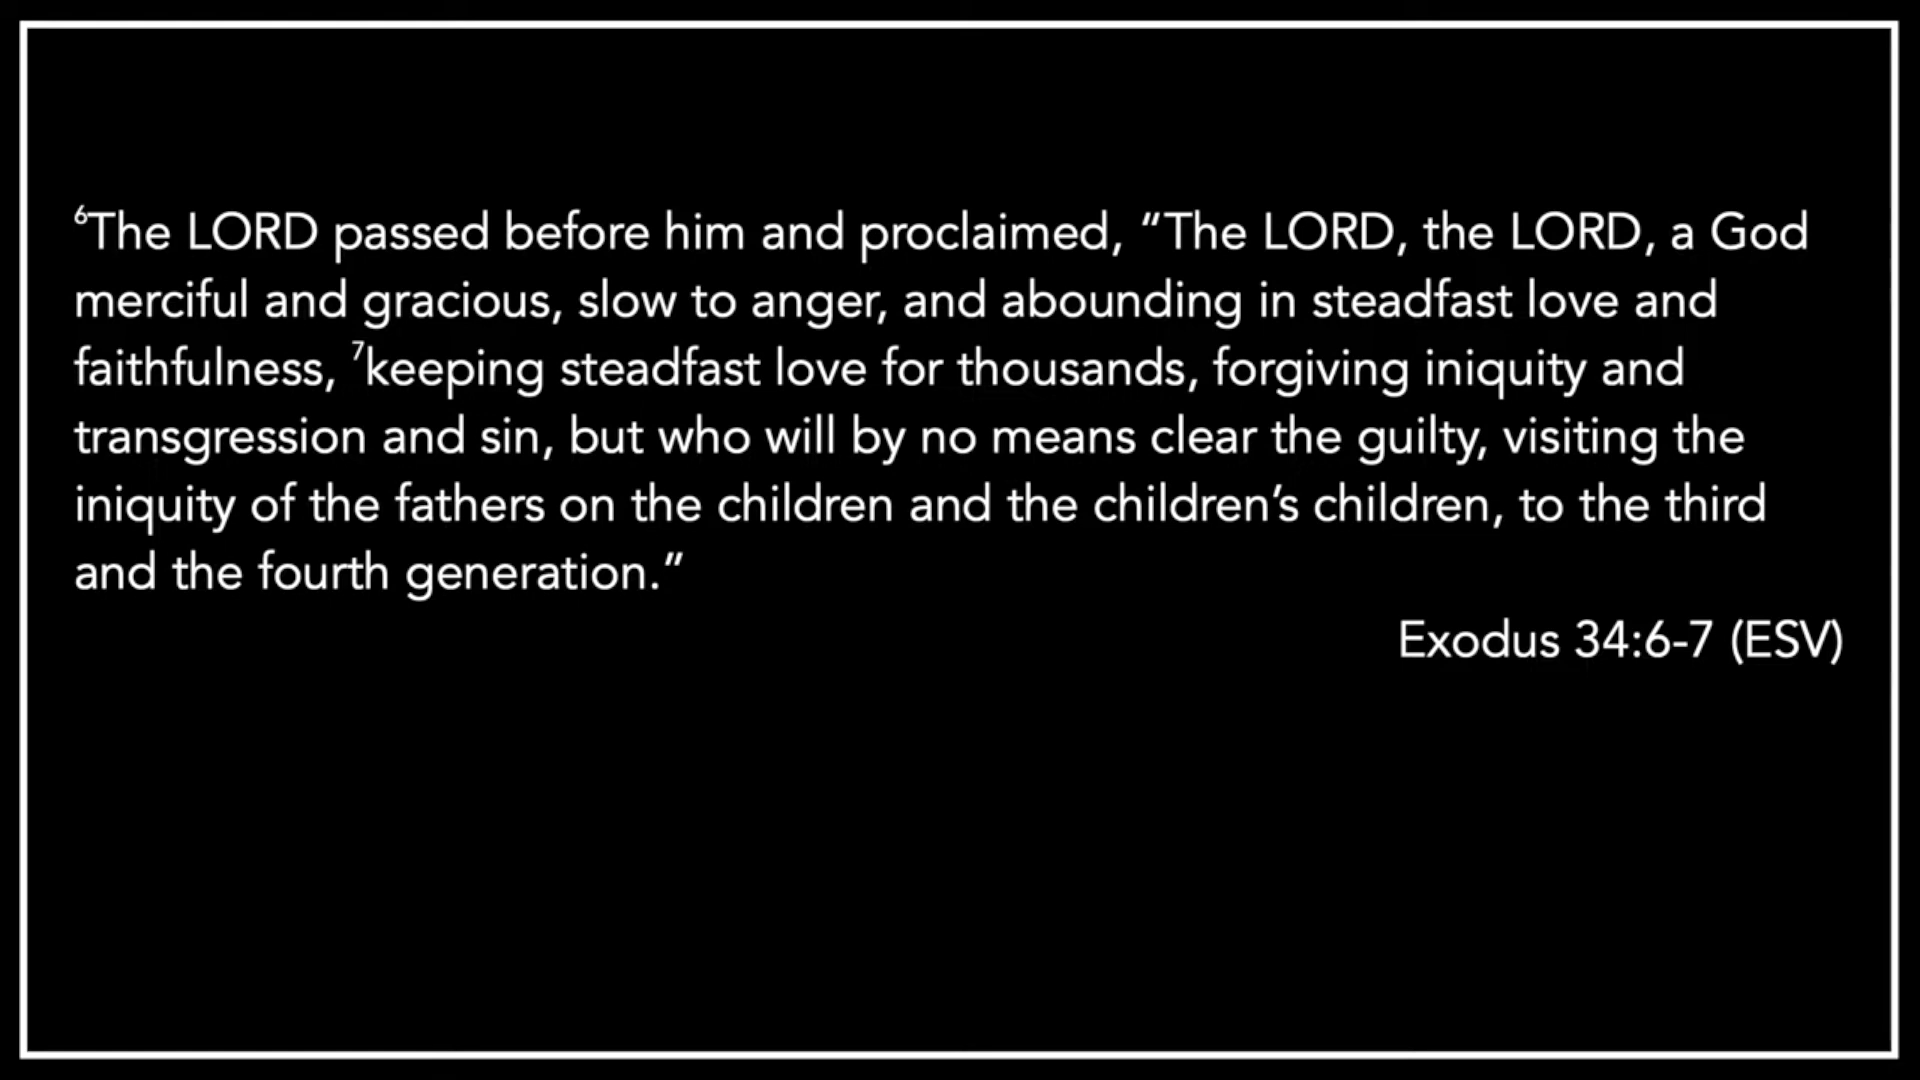 ⁶The LORD passed before him and proclaimed, “The LORD, the LORD, a God
merciful and gracious, slow to anger, and abounding in steadfast love and
faithfulness, ⁷keeping steadfast love for thousands, forgiving iniquity and
transgression and sin, but who will by no means clear the guilty, visiting the
iniquity of the fathers on the children and the children’s children, to the third
and the fourth generation.”
Exodus 34:6-7 (ESV)